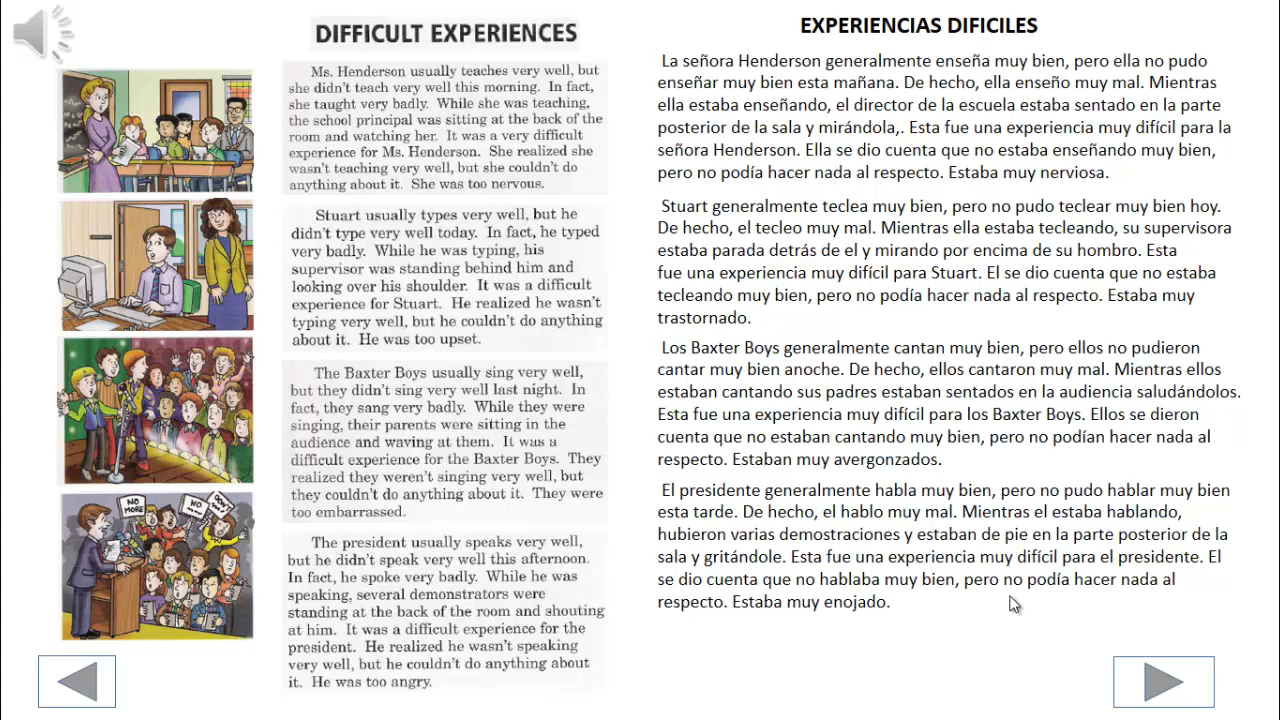 DIFFICULT EXPERIENCES
Ms. Henderson usually teaches very well, but
she didn't teach very well this morning. In fact,
she taught very badly. While she was teaching,
the school principal was sitting at the back of the
room and watching her. It was a very difficult
experience for Ms. Henderson. She realized she
wasn't teaching very well, but she couldn't do
anything about it. She was too nervous.
Stuart usually types very well, but he
didn't type very well today. In fact, he typed
very badly. While he was typing, his
supervisor was standing behind him and
looking over his shoulder. It was a difficult
experience for Stuart. He realized he wasn't
typing very well, but he couldn't do anything
about it. He was too upset.
The Baxter Boys usually sing very well,
but they didn't sing very well last night. In
fact, they sang very badly. While they were
singing, their parents were sitting in the
audience and waving at them. It was a
difficult experience for the Baxter Boys. They
realized they weren't singing very well, but
they couldn't do anything about it. They were
too embarrassed.
NO
MORE
NO
The president usually speaks very well,
but he didn't speak very well this afternoon.
In fact, he spoke very badly. While he was
speaking, several demonstrators were
standing at the back of the room and shouting
at him. It was a difficult experience for the
president. He realized he wasn't speaking
very well, but he couldn't do anything about
it. He was too angry.
EXPERIENCIAS DIFICILES
La señora Henderson generalmente enseña muy bien, pero ella no pudo
enseñar muy bien esta mañana. De hecho, ella enseño muy mal. Mientras
ella estaba enseñando, el director de la escuela estaba sentado en la parte
posterior de la sala y mirándola,. Esta fue una experiencia muy difícil para la
señora Henderson. Ella se dio cuenta que no estaba enseñando muy bien,
pero no podía hacer nada al respecto. Estaba muy nerviosa.
Stuart generalmente teclea muy bien, pero no pudo teclear muy bien hoy.
De hecho, el tecleo muy mal. Mientras ella estaba tecleando, su supervisora
estaba parada detrás de el y mirando por encima de su hombro. Esta
fue una experiencia muy difícil para Stuart. El se dio cuenta que no estaba
tecleando muy bien, pero no podía hacer nada al respecto. Estaba muy
trastornado.
Los Baxter Boys generalmente cantan muy bien, pero ellos no pudieron
cantar muy bien anoche. De hecho, ellos cantaron muy mal. Mientras ellos
estaban cantando sus padres estaban sentados en la audiencia saludándolos.
Esta fue una experiencia muy difícil para los Baxter Boys. Ellos se dieron
cuenta que no estaban cantando muy bien, pero no podían hacer nada al
respecto. Estaban muy avergonzados.
El presidente generalmente habla muy bien, pero no pudo hablar muy bien
esta tarde. De hecho, el hablo muy mal. Mientras el estaba hablando,
hubieron varias demostraciones y estaban de pie en la parte posterior de la
sala y gritándole. Esta fue una experiencia muy difícil para el presidente. El
se dio cuenta que no hablaba muy bien, pero no podía hacer nada al
respecto. Estaba muy enojado.